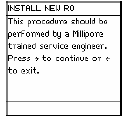 INSTALL NEW RO
This procedure should be
performed by a Millipore
trained service engineer.
Press → to continue or ←
to exit.